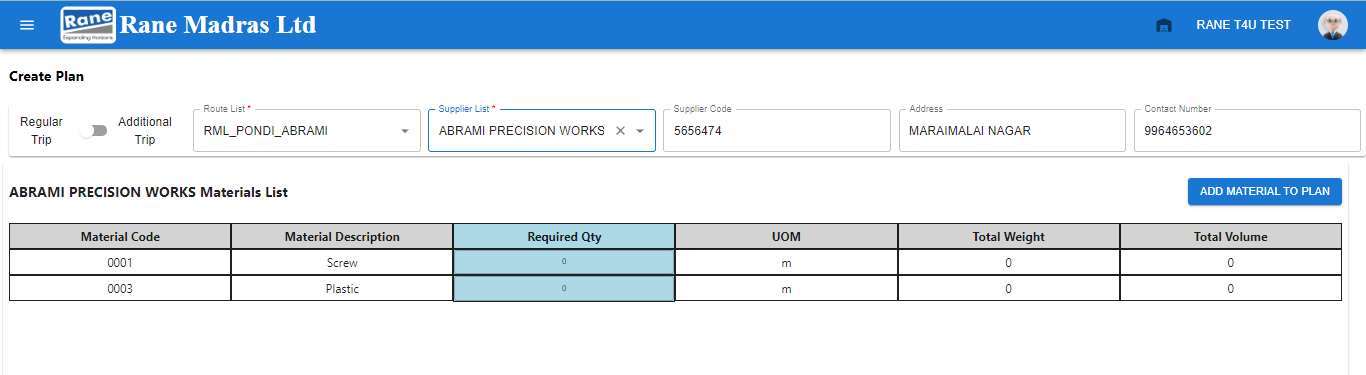 Rane
Expanding Horizons
Rane Madras Ltd
RANE T4U TEST
Create Plan
Regular
Trip
Additional
Trip
Route List *
RML_PONDI_ABRAMI
Supplier List *
ABRAMI PRECISION WORKS
Supplier Code
5656474
Address
MARAIMALAI NAGAR
Contact Number
9964653602
ABRAMI PRECISION WORKS Materials List
ADD MATERIAL TO PLAN
Material Code Material Description Required Qty UOM Total Weight Total Volume
0001 Screw 0 m 0 0
0003 Plastic 0 m 0 0